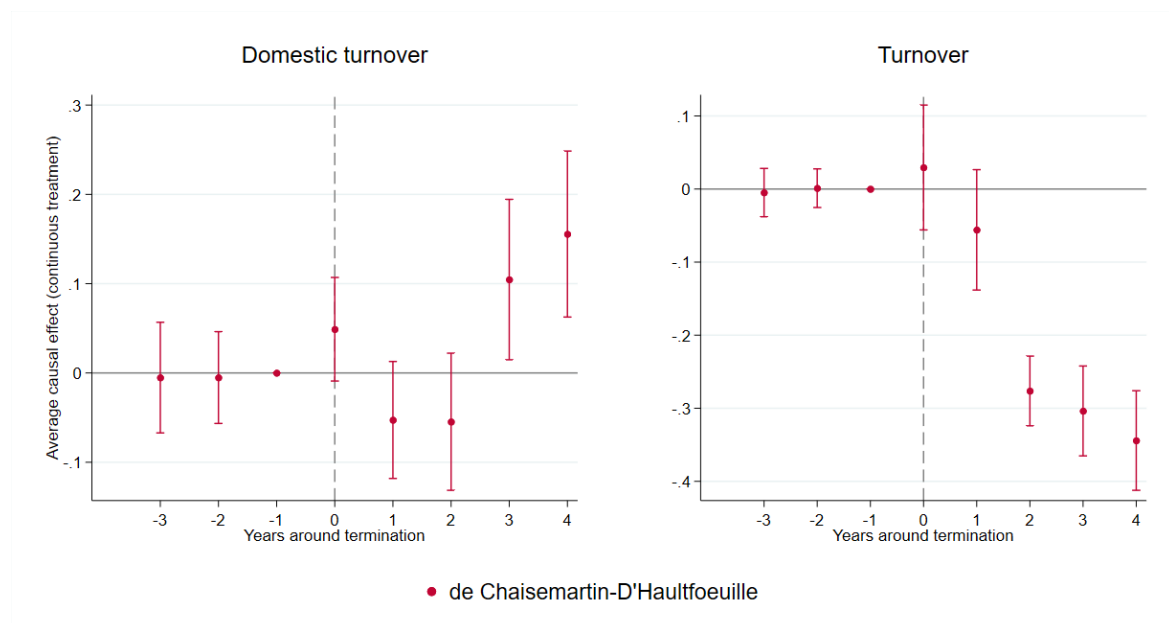 Domestic turnover
Average causal effect (continuous treatment)
.3
.2
.1
0
-.1
-3 -2 -1 0 1 2 3 4
Years around termination
Turnover
.1
0
-.1
-.2
-.3
-.4
-3 -2 -1 0 1 2 3 4
Years around termination
de Chaisemartin-D'Haultfoeuille